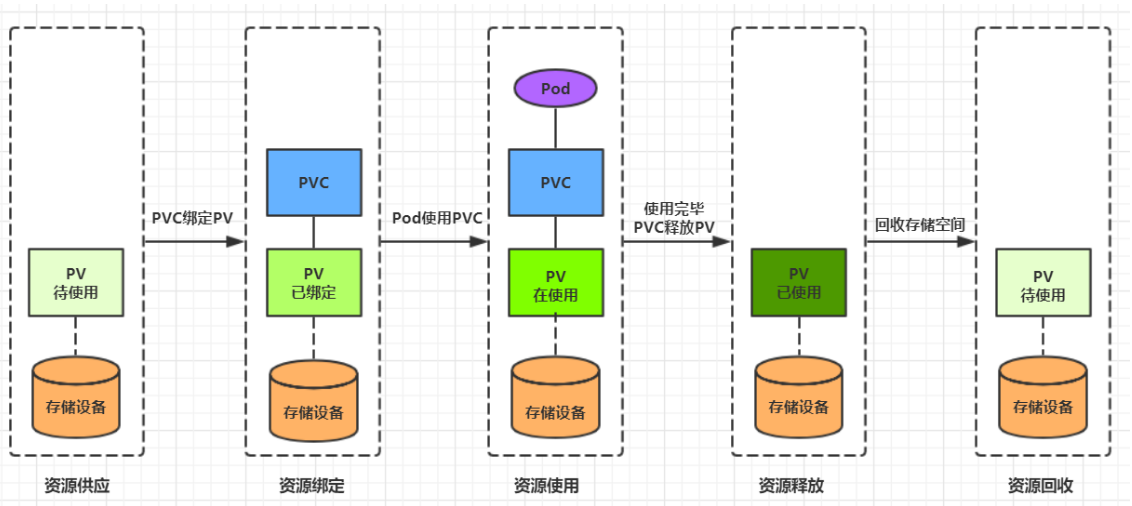 Pod
PVC
PVC
PVC绑定PV
Pod使用PVC
使用完毕
PVC释放PV
回收存储空间
PV
待使用
PV
已绑定
PV
在使用
PV
已使用
PV
待使用
存储设备
存储设备
存储设备
存储设备
存储设备
资源供应
资源绑定
资源使用
资源释放
资源回收